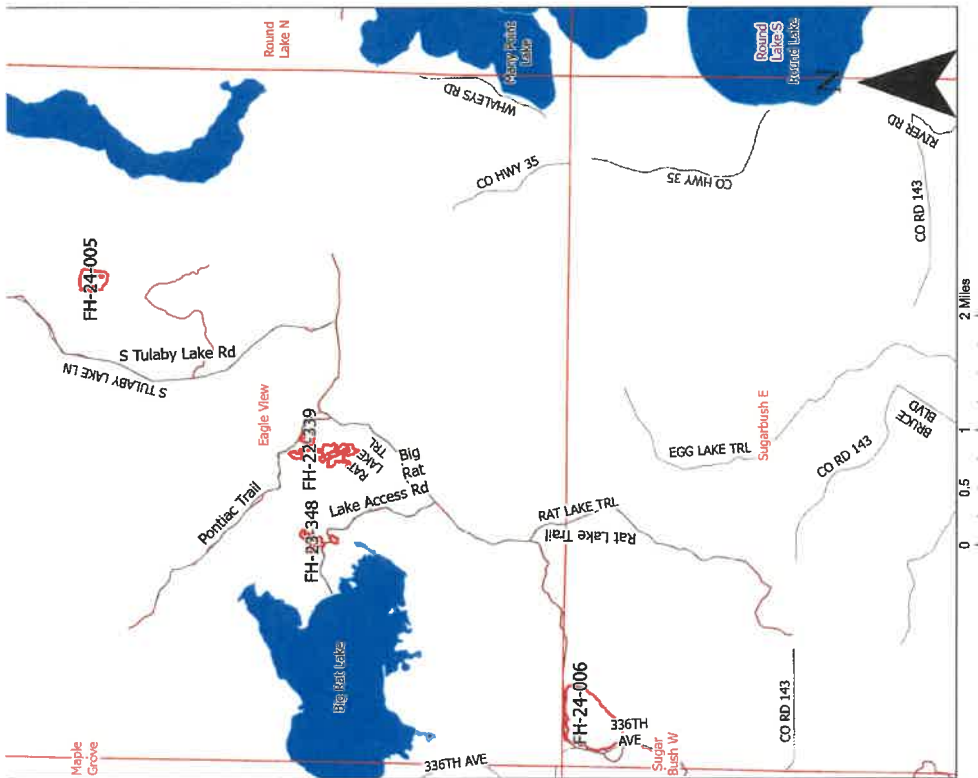 Round
Lake N
Many Point
Lake
Round
Lake S
Round Lake
N
WHALEYS RD
CO HWY 35
CO HWY 35
RIVER RD
CO RD 143
FH-24-005
S Tulaby Lake Rd
S TULABY LAKE LN
2 Miles
Eagle View
FH-22-339
RAT
LAKE
TRL
Big
Rat
Lake Access Rd
Pontiac Trail
FH-23-348
EGG LAKE TRL
Sugarbush E
CO RD 143
BRUCE
BLVD
1
0.5
0
RAT LAKE TRL
Rat Lake Trail
Big Rat Lake
FH-24-006
336TH
AVE
CO RD 143
Maple
Grove
336TH AVE
Sugar
Bush W